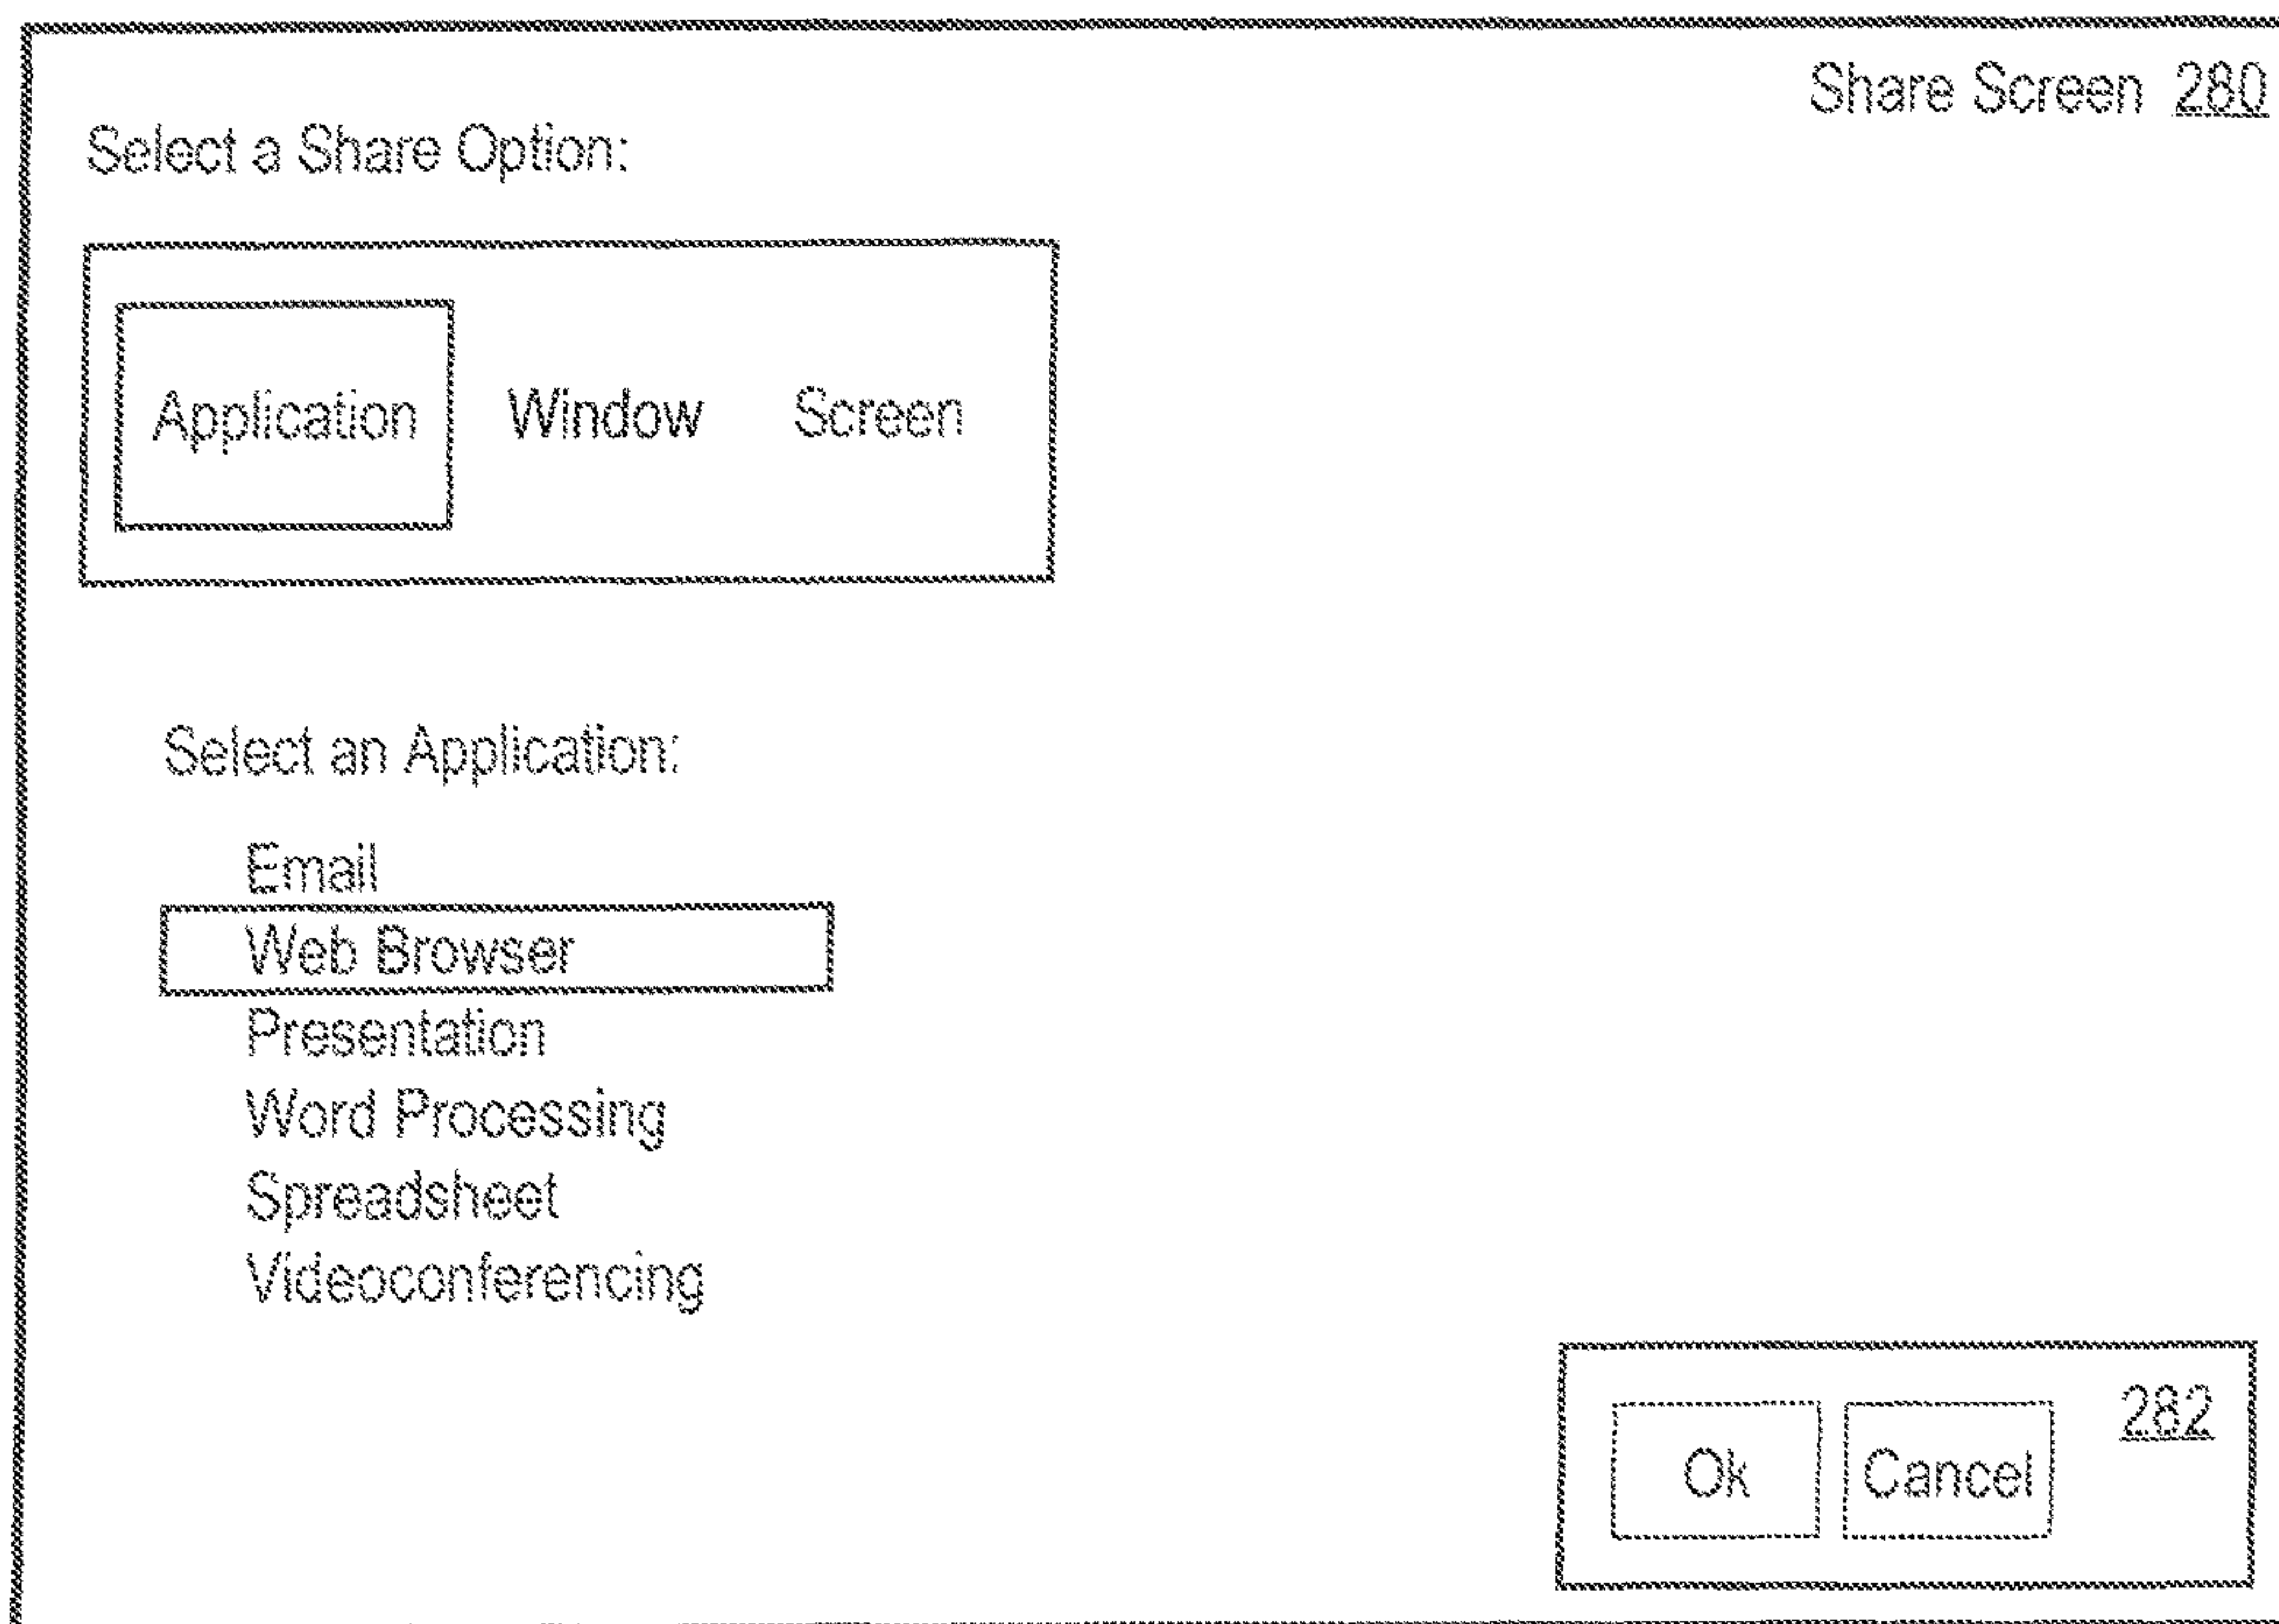 Share Screen 280
Select a Share Option:
Application Window Screen
Select an Application:
Email
Web Browser
Presentation
Word Processing
Spreadsheet
Videoconferencing
282
Ok Cancel